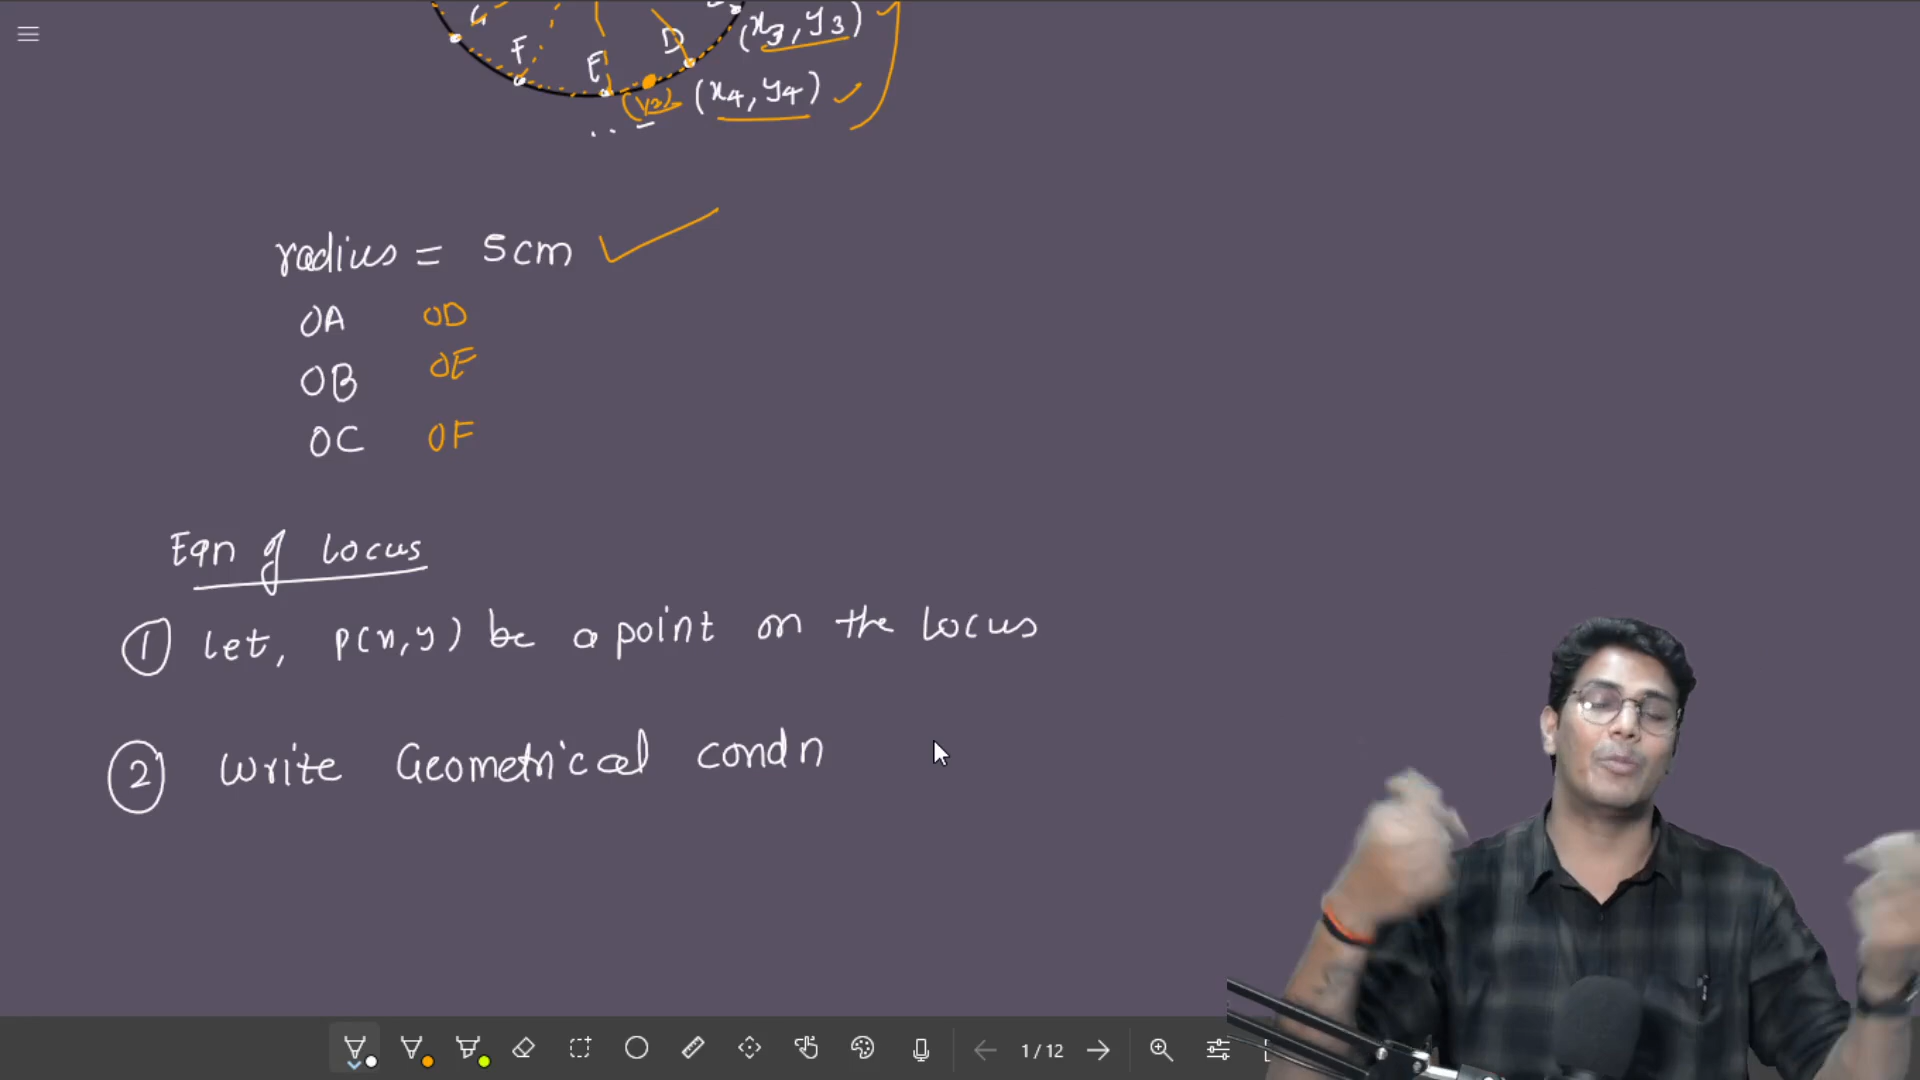 G
F
E
D
(x3, y3)
(y2)
(x4, y4)
radius = 5cm
OA OD
OB OE
OC OF
Eqn of Locus
① Let, P(x,y) be a point on the Locus
② Write Geometrical condn
1 / 12